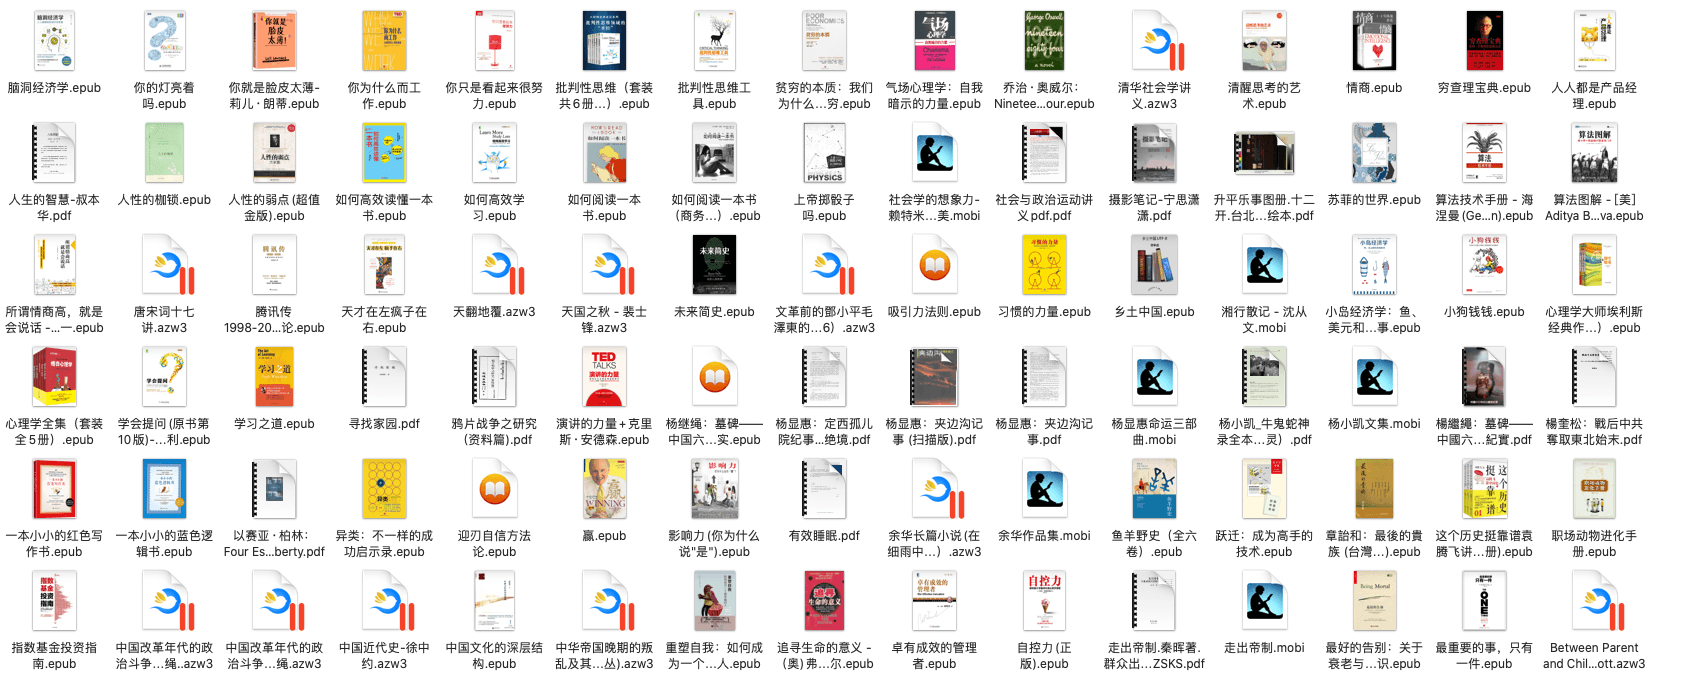 脑洞经济学.epub
你的灯亮着
吗.epub
你就是脸皮太薄-
莉儿·朗蒂.epub
你为什么而工
作.epub
你只是看起来很努
力.epub
批判性思维（套装
共6册...）.epub
批判性思维工
具.epub
贫穷的本质：我们
为什么...穷.epub
气场心理学：自我
暗示的力量.epub
乔治·奥威尔：
Ninetee...our.epub
清华社会学讲
义.azw3
清醒思考的艺
术.epub
情商.epub
穷查理宝典.epub
人人都是产品经
理.epub
人生的智慧-叔本
华.pdf
人性的枷锁.epub
人性的弱点(超值
金版).epub
如何高效读懂一本
书.epub
如何高效学
习.epub
如何阅读一本
书.epub
如何阅读一本书
（商务...）.epub
上帝掷骰子
吗.epub
社会学的想象力-
赖特米...美.mobi
社会与政治运动讲
义pdf.pdf
摄影笔记-宁思潇
潇.pdf
升平乐事图册.十二
开.台北...绘本.pdf
苏菲的世界.epub
算法技术手册 - 海
涅曼(Ge...n).epub
算法图解 - [美]
Aditya B...va.epub
所谓情商高，就是
会说话 -...一.epub
唐宋词十七
讲.azw3
腾讯传
1998-20...论.epub
天才在左疯子在
右.epub
天翻地覆.azw3
天国之秋 - 裴士
锋.azw3
未来简史.epub
文革前的鄧小平毛
澤東的...6）.azw3
吸引力法则.epub
习惯的力量.epub
乡土中国.epub
湘行散记 - 沈从
文.mobi
小岛经济学：鱼、
美元和...事.epub
小狗钱钱.epub
心理学大师埃利斯
经典作...）.epub
心理学全集（套装
全5册）.epub
学会提问(原书第
10版)-...利.epub
学习之道.epub
寻找家园.pdf
鸦片战争之研究
(资料篇).pdf
演讲的力量+克里
斯·安德森.epub
杨继绳：墓碑——
中国六...实.epub
杨显惠：定西孤儿
院纪事...绝境.pdf
杨显惠：夹边沟记
事 (扫描版).pdf
杨显惠：夹边沟记
事.pdf
杨显惠命运三部
曲.mobi
杨小凯_牛鬼蛇神
录全本...灵）.pdf
杨小凯文集.mobi
楊繼繩：墓碑——
中國六...紀實.pdf
楊奎松：戰后中共
奪取東北始末.pdf
一本小小的红色写
作书.epub
一本小小的蓝色逻
辑书.epub
以赛亚·柏林：
Four Es...berty.pdf
异类：不一样的成
功启示录.epub
迎刃自信方法
论.epub
赢.epub
影响力(你为什么
说"是").epub
有效睡眠.pdf
余华长篇小说(在
细雨中...）.azw3
余华作品集.mobi
鱼羊野史（全六
卷）.epub
跃迁：成为高手的
技术.epub
章詒和：最後的貴
族 (台灣...).epub
这个历史挺靠谱袁
腾飞讲...册).epub
职场动物进化手
册.epub
指数基金投资指
南.epub
中国改革年代的政
治斗争...绳.azw3
中国改革年代的政
治斗争...绳.azw3
中国近代史-徐中
约.azw3
中国文化的深层结
构.epub
中华帝国晚期的叛
乱及其...丛).azw3
重塑自我：如何成
为一个...人.epub
追寻生命的意义 -
(奥)弗...尔.epub
卓有成效的管理
者.epub
自控力(正
版).epub
走出帝制.秦晖著.
群众出...ZSKS.pdf
走出帝制.mobi
最好的告别：关于
衰老与...识.epub
最重要的事，只有
一件.epub
Between Parent
and Chil...ott.azw3